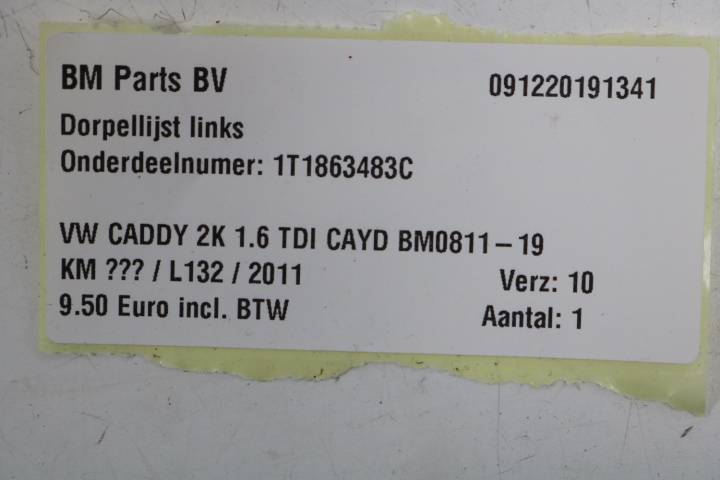 BM Parts BV 091220191341
Dorpellijst links
Onderdeelnumer: 1T1863483C
VW CADDY 2K 1.6 TDI CAYD BM0811-19
KM ??? / L132 / 2011 Verz: 10
9.50 Euro incl. BTW Aantal: 1